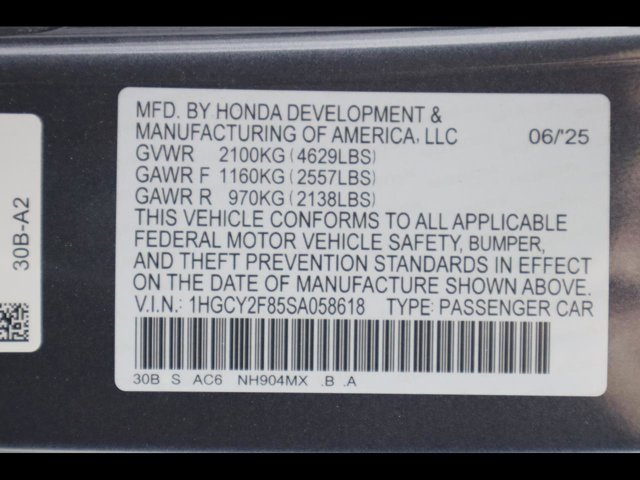 MFD. BY HONDA DEVELOPMENT &
MANUFACTURING OF AMERICA, LLC 06/'25
GVWR 2100KG (4629LBS)
GAWR F 1160KG (2557LBS)
GAWR R 970KG (2138LBS)
THIS VEHICLE CONFORMS TO ALL APPLICABLE
FEDERAL MOTOR VEHICLE SAFETY, BUMPER,
AND THEFT PREVENTION STANDARDS IN EFFECT
ON THE DATE OF MANUFACTURE SHOWN ABOVE.
V.I.N.: 1HGCY2F85SA058618 TYPE: PASSENGER CAR
30B S AC6 NH904MX .B .A
30B-A2